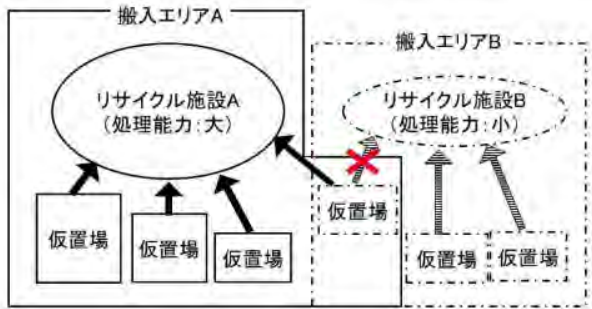 搬入エリアA
搬入エリアB
リサイクル施設A
(処理能力:大)
リサイクル施設B
(処理能力:小)
仮置場
仮置場
仮置場
仮置場
仮置場
仮置場